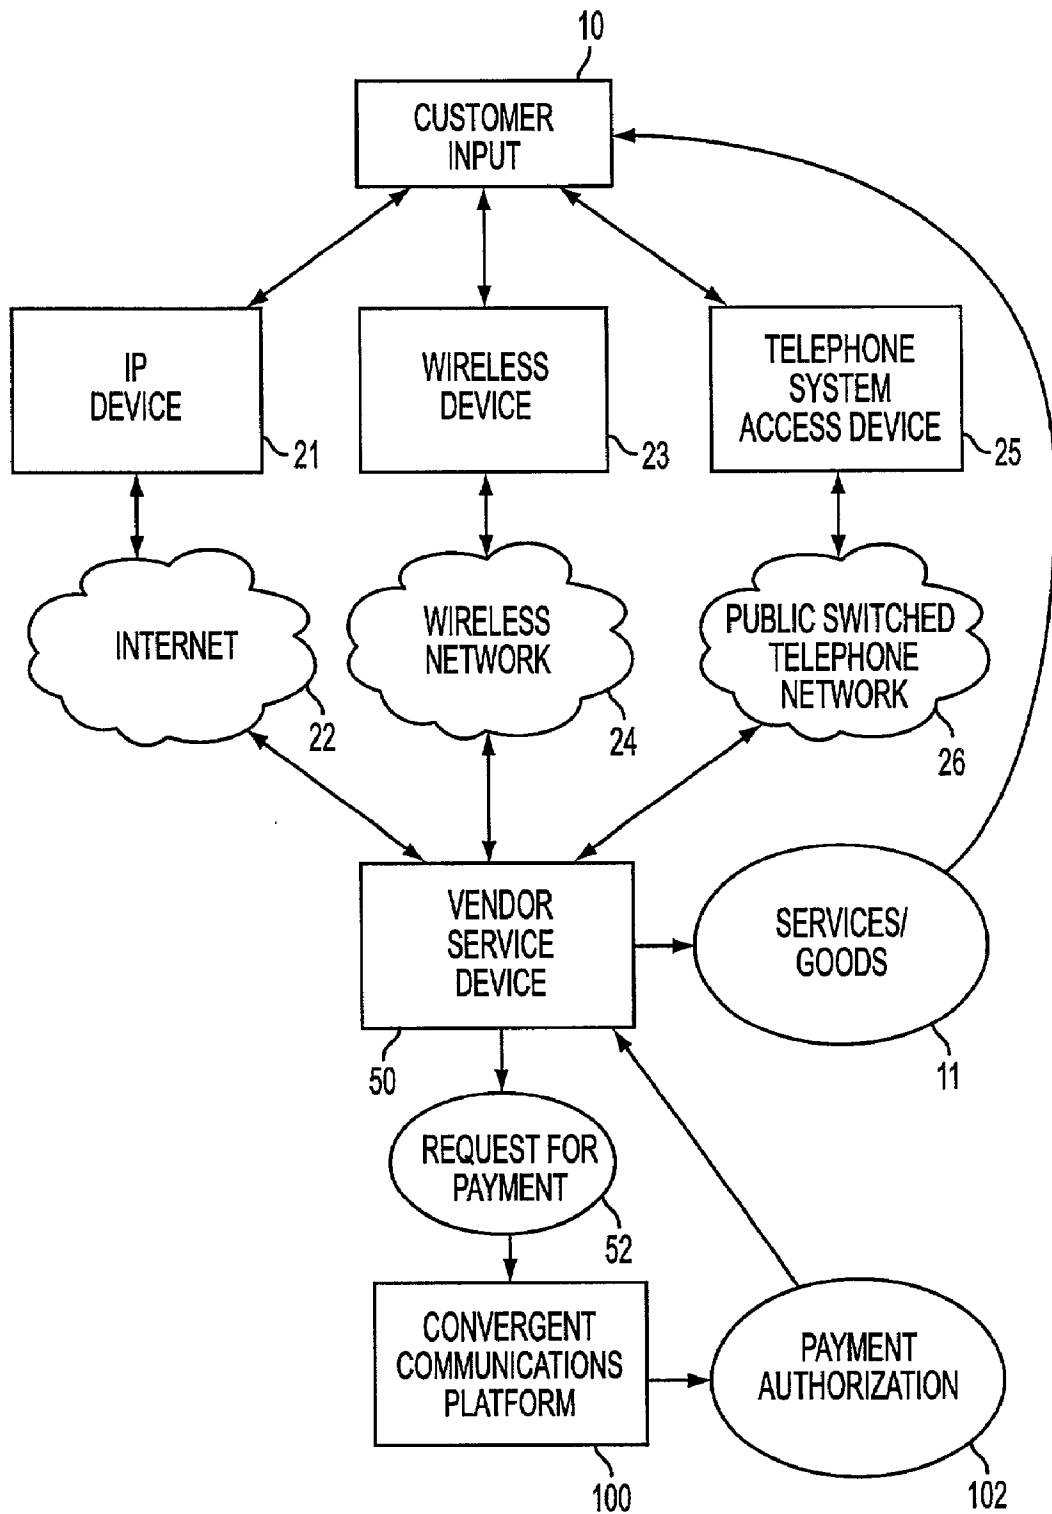 10
CUSTOMER
INPUT
IP
DEVICE
21
WIRELESS
DEVICE
23
TELEPHONE
SYSTEM
ACCESS DEVICE
25
INTERNET
22
WIRELESS
NETWORK
24
PUBLIC SWITCHED
TELEPHONE
NETWORK
26
VENDOR
SERVICE
DEVICE
50
SERVICES/
GOODS
11
REQUEST FOR
PAYMENT
52
CONVERGENT
COMMUNICATIONS
PLATFORM
100
PAYMENT
AUTHORIZATION
102